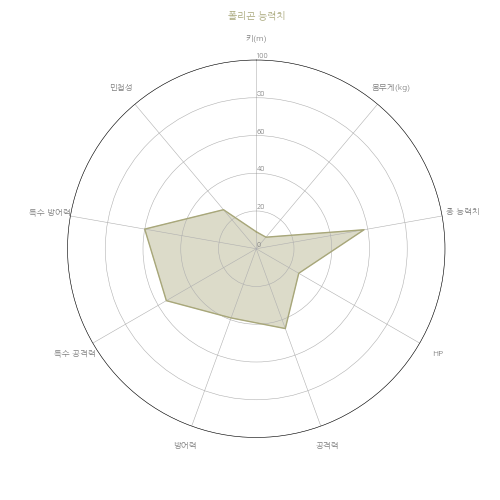 폴리곤 능력치
키(m)
몸무게(kg)
총 능력치
HP
공격력
방어력
특수 공격력
특수 방어력
민첩성
100
80
60
40
20
0